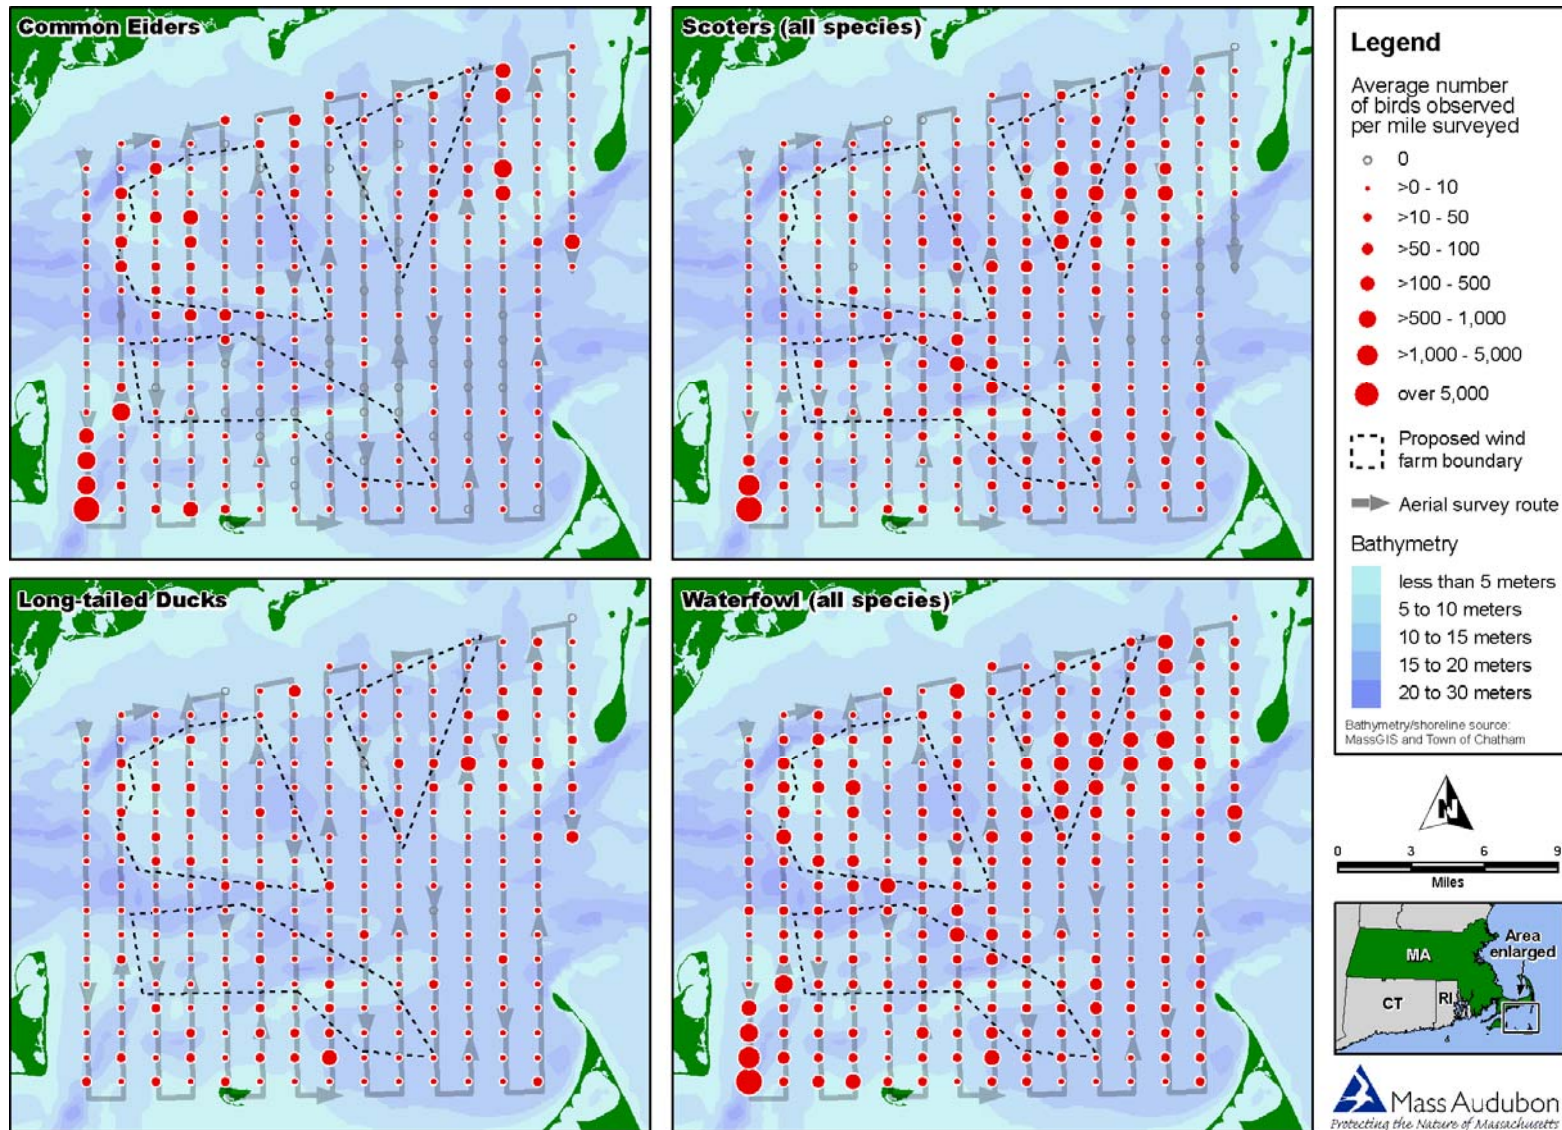 Common Eiders
Scoters (all species)
Long-tailed Ducks
Waterfowl (all species)
Legend
Average number
of birds observed
per mile surveyed
0
>0 - 10
>10 - 50
>50 - 100
>100 - 500
>500 - 1,000
>1,000 - 5,000
over 5,000
Proposed wind
farm boundary
Aerial survey route
Bathymetry
less than 5 meters
5 to 10 meters
10 to 15 meters
15 to 20 meters
20 to 30 meters
Bathymetry/shoreline source:
MassGIS and Town of Chatham
N
0 3 6 9
Miles
Area
enlarged
MA
CT
RI
Mass Audubon
Protecting the Nature of Massachusetts